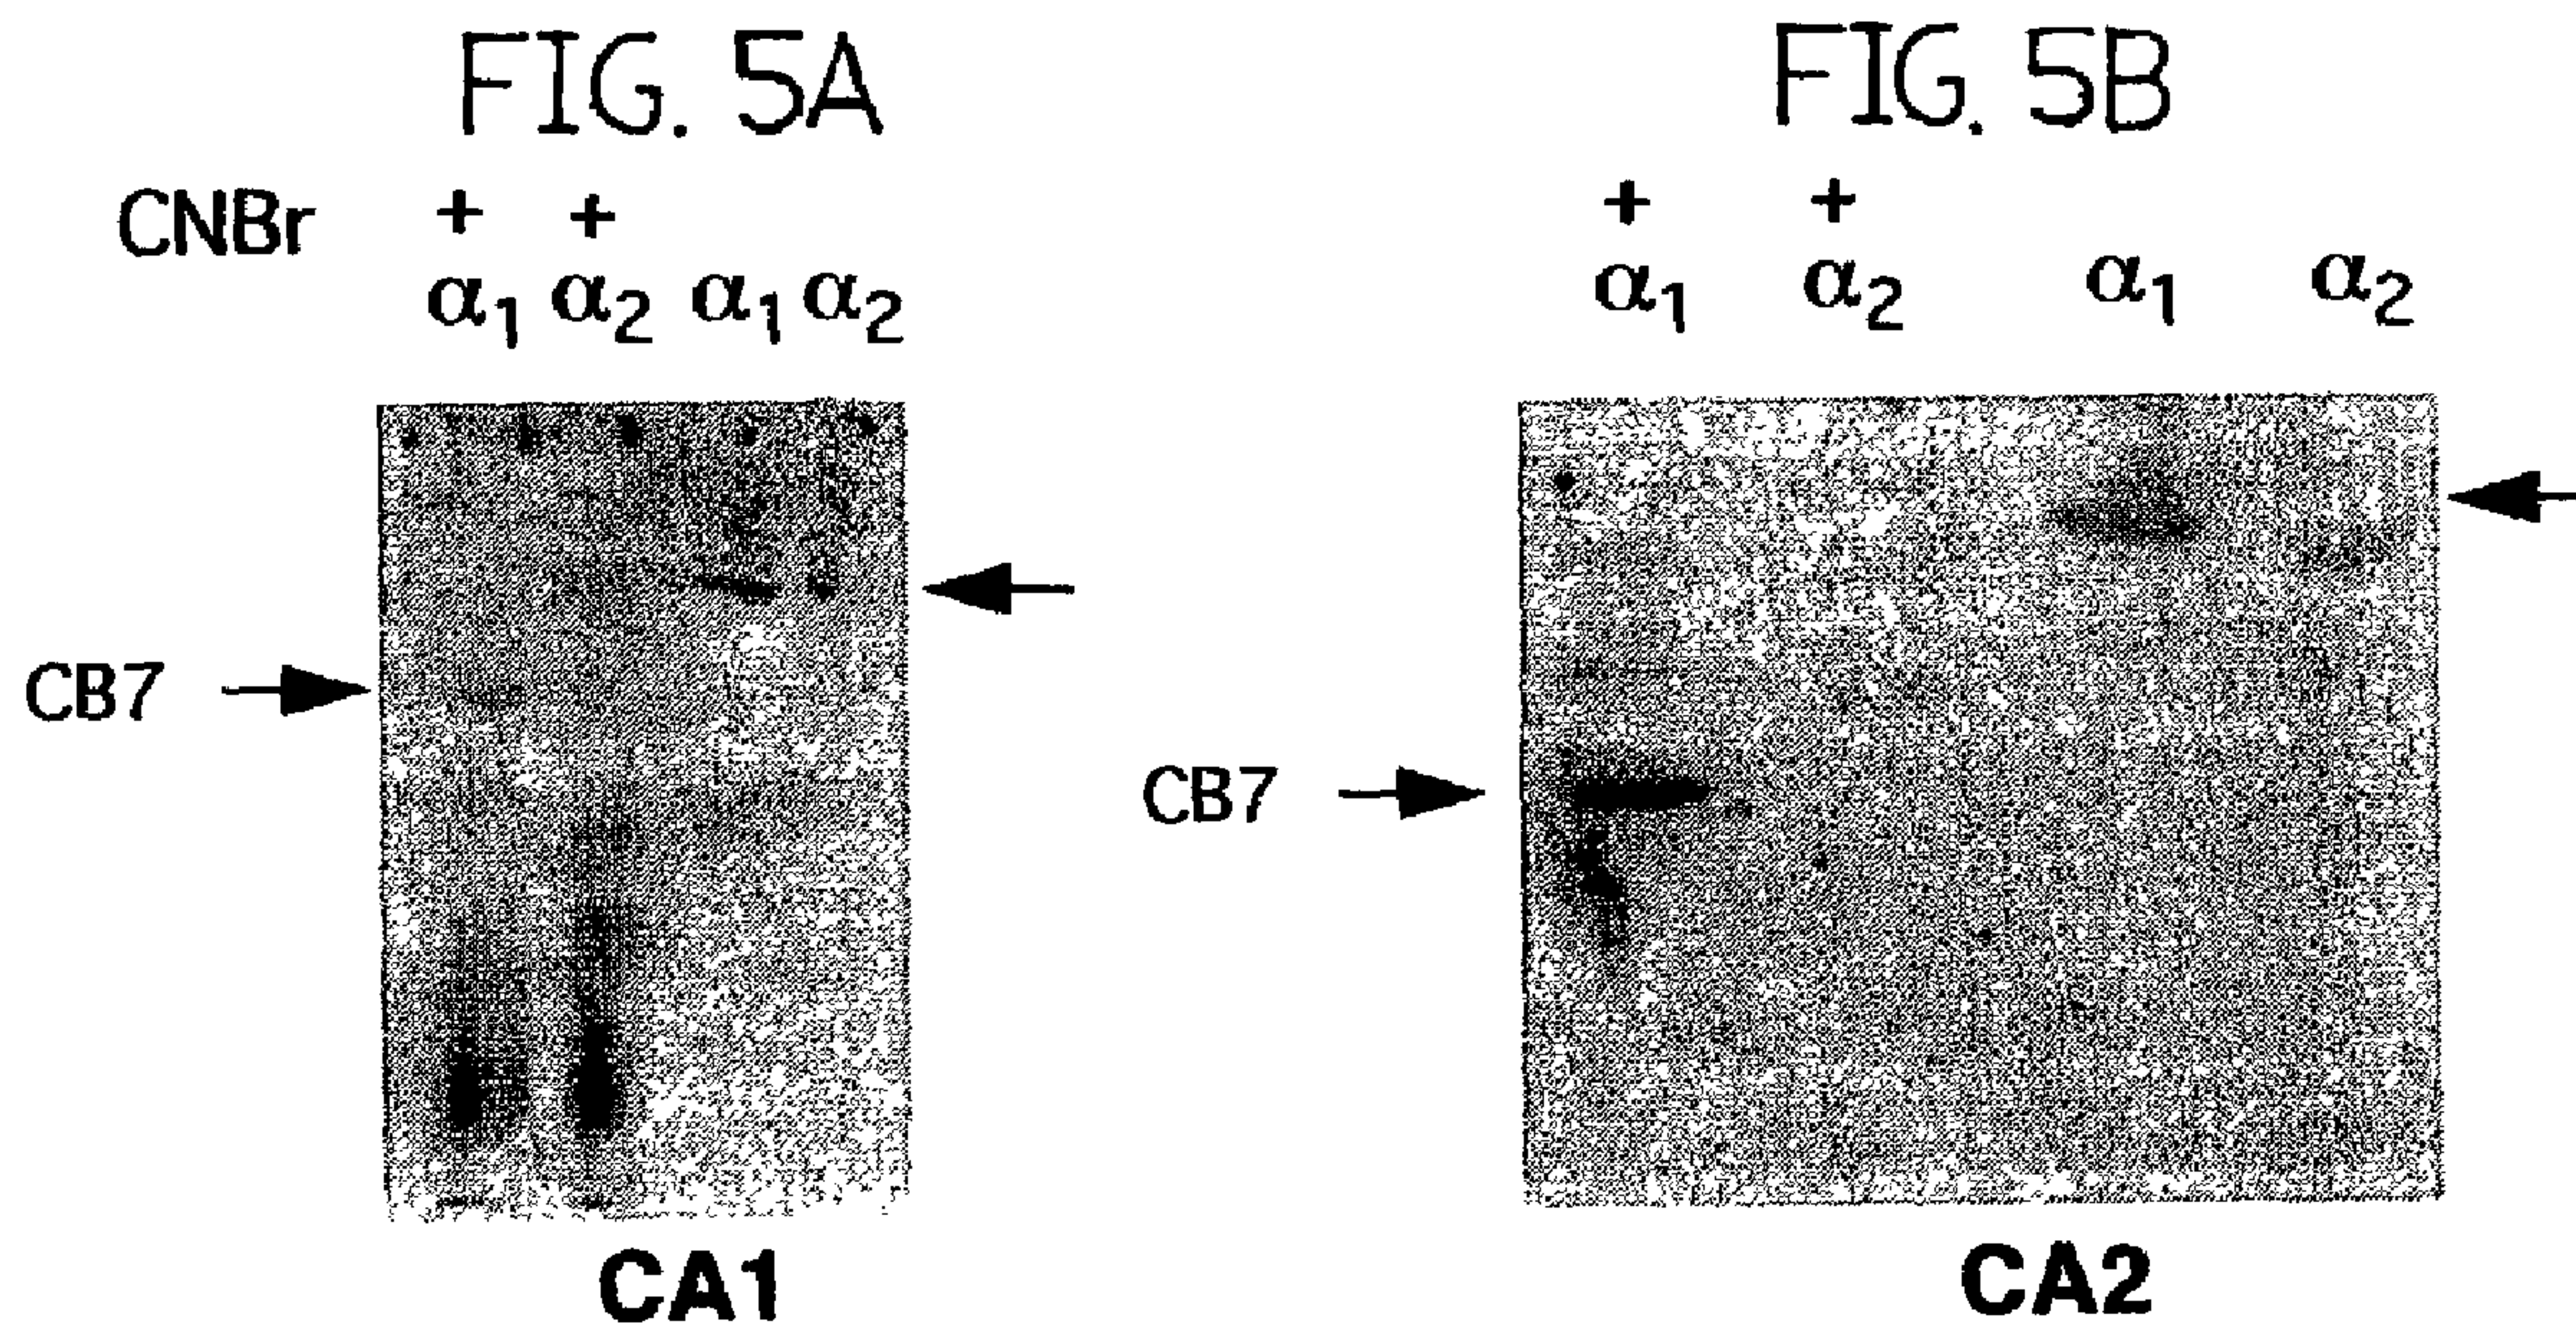 FIG. 5A
CNBr + +
α1 α2 α1 α2
CB7
CA1
FIG. 5B
+ +
α1 α2 α1 α2
CB7
CA2